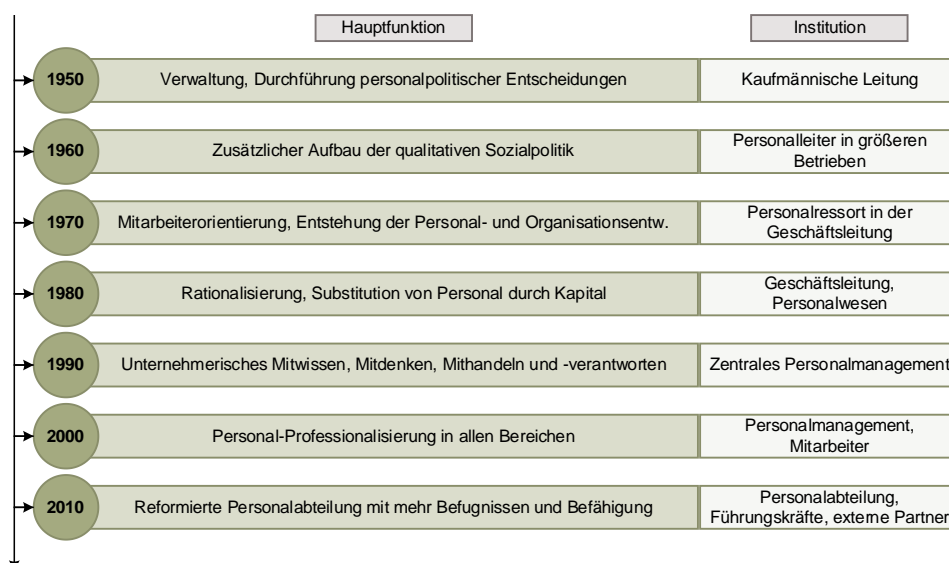 Hauptfunktion
Institution
1950
Verwaltung, Durchführung personalpolitischer Entscheidungen
Kaufmännische Leitung
1960
Zusätzlicher Aufbau der qualitativen Sozialpolitik
Personalleiter in größeren
Betrieben
1970
Mitarbeiterorientierung, Entstehung der Personal- und Organisationsentw.
Personalressort in der
Geschäftsleitung
1980
Rationalisierung, Substitution von Personal durch Kapital
Geschäftsleitung,
Personalwesen
1990
Unternehmerisches Mitwissen, Mitdenken, Mithandeln und -verantworten
Zentrales Personalmanagement
2000
Personal-Professionalisierung in allen Bereichen
Personalmanagement,
Mitarbeiter
2010
Reformierte Personalabteilung mit mehr Befugnissen und Befähigung
Personalabteilung,
Führungskräfte, externe Partner